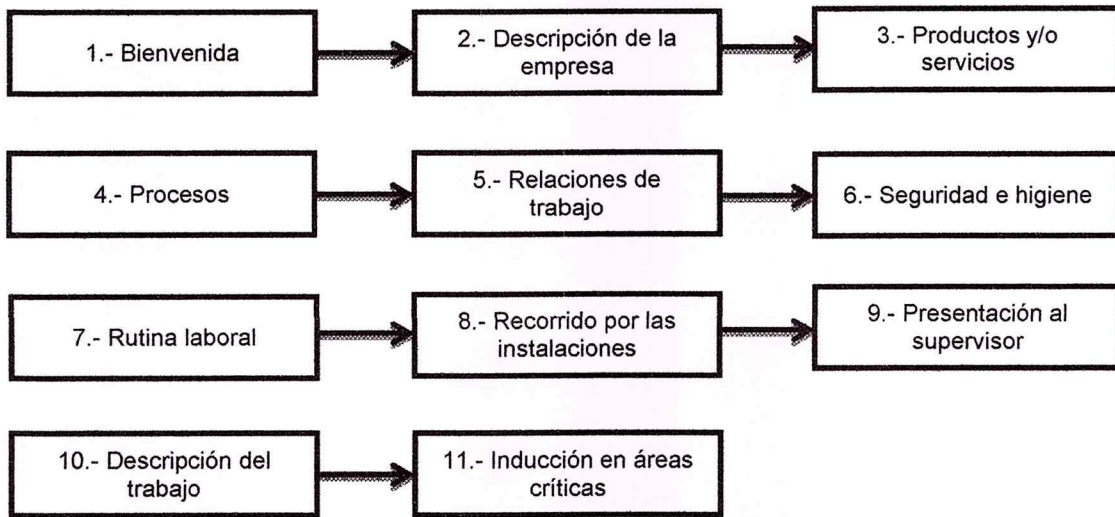 1.- Bienvenida
2.- Descripción de la
empresa
3.- Productos y/o
servicios
4.- Procesos
5.- Relaciones de
trabajo
6.- Seguridad e higiene
7.- Rutina laboral
8.- Recorrido por las
instalaciones
9.- Presentación al
supervisor
10.- Descripción del
trabajo
11.- Inducción en áreas
críticas